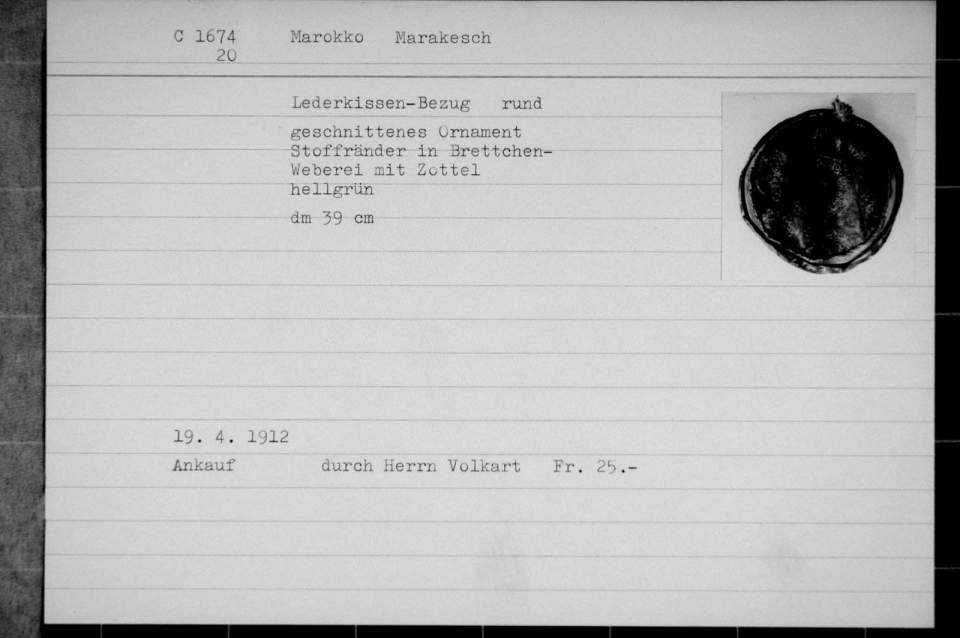 C 1674 Marokko Marakesch
20
Lederkissen-Bezug rund
geschnittenes Ornament
Stoffränder in Brettchen-
Weberei mit Zottel
hellgrün
dm 39 cm
19. 4. 1912
Ankauf durch Herrn Volkart Fr. 25.-